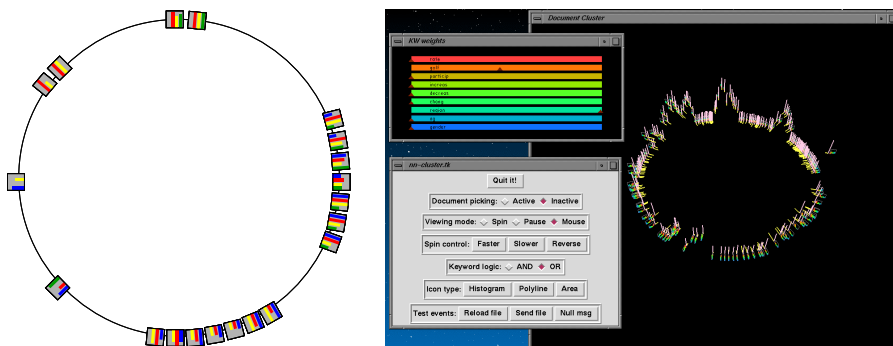 Document Cluster
KW weights
rate
golf
particip
increas
decreas
chang
reason
ag
gender
nn-cluster.tk
Quit it!
Document picking: Active Inactive
Viewing mode: Spin Pause Mouse
Spin control: Faster Slower Reverse
Keyword logic: AND OR
Icon type: Histogram Polyline Area
Test events: Reload file Send file Null msg